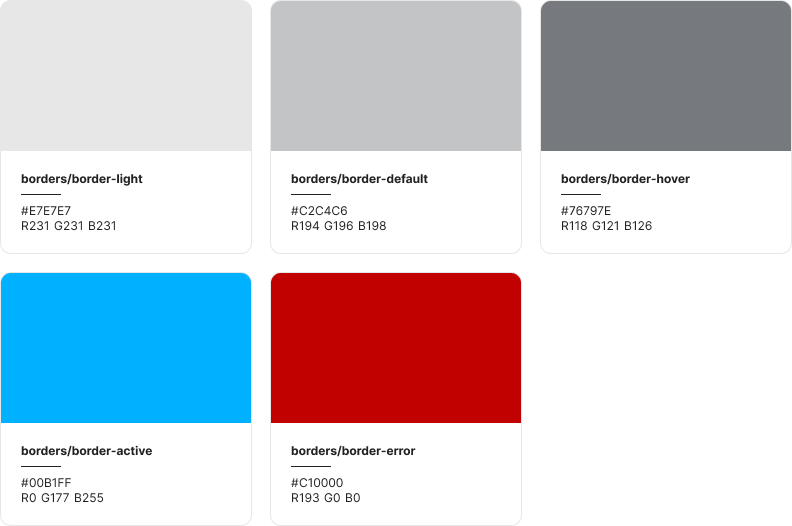 borders/border-light
#E7E7E7
R231 G231 B231
borders/border-default
#C2C4C6
R194 G196 B198
borders/border-hover
#76797E
R118 G121 B126
borders/border-active
#00B1FF
R0 G177 B255
borders/border-error
#C10000
R193 G0 B0